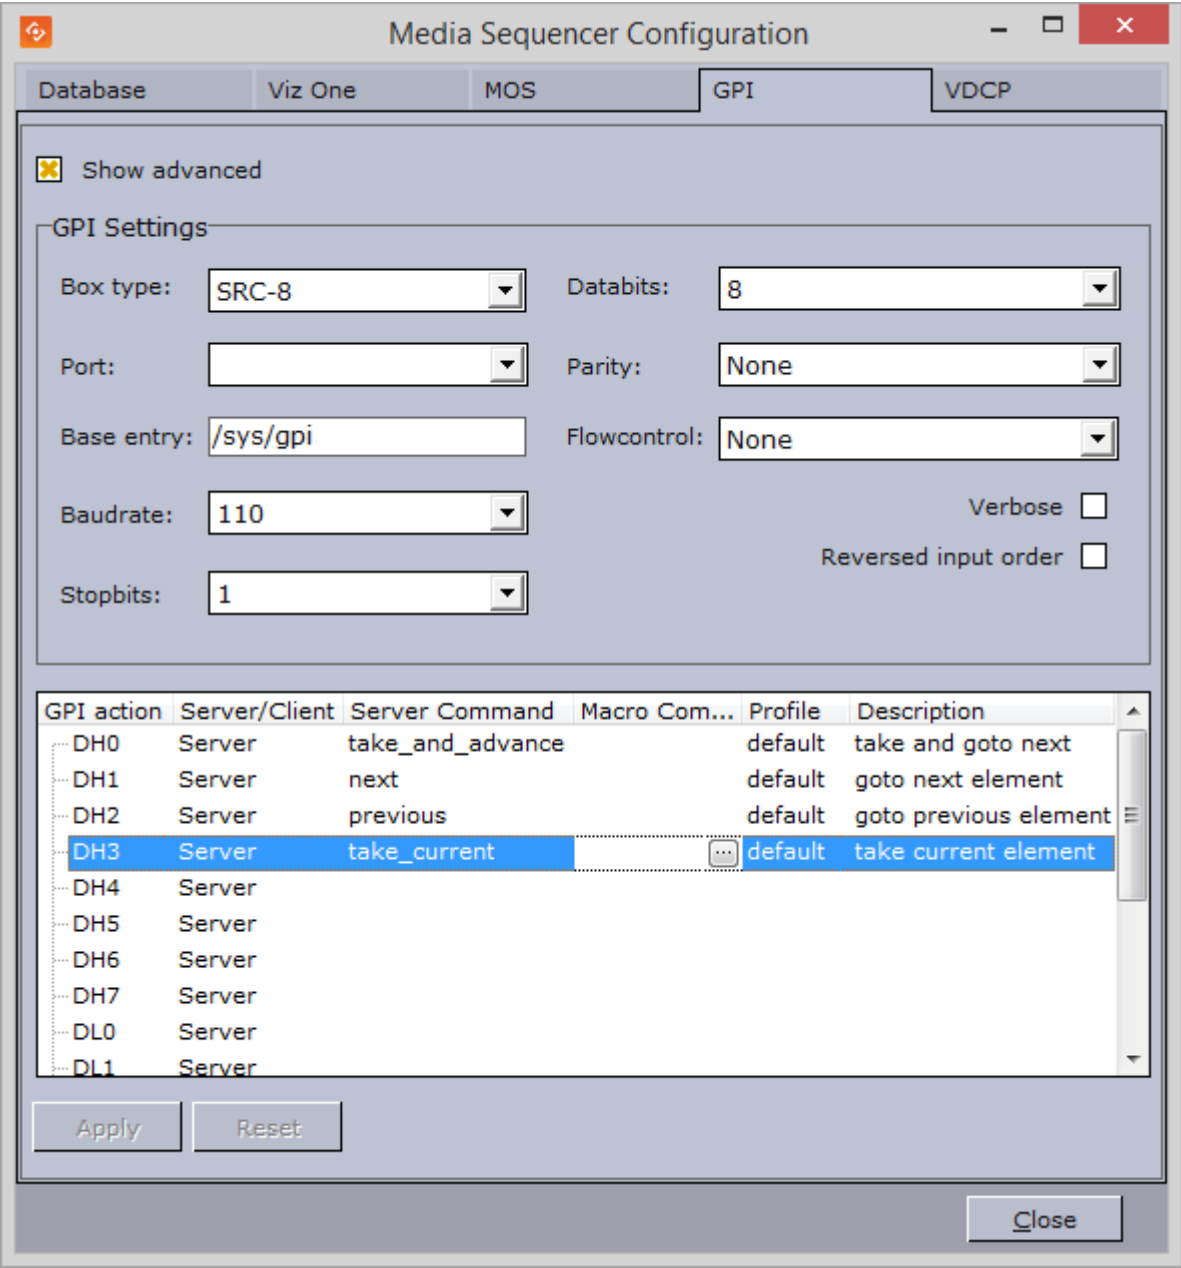 Media Sequencer Configuration
Database Viz One MOS GPI VDCP
Show advanced
GPI Settings
Box type: SRC-8 Databits: 8
Port: Parity: None
Base entry: /sys/gpi Flowcontrol: None
Baudrate: 110 Verbose
Reversed input order
Stopbits: 1
GPI action Server/Client Server Command Macro Com... Profile Description
DH0 Server take_and_advance default take and goto next
DH1 Server next default goto next element
DH2 Server previous default goto previous element
DH3 Server take_current ... default take current element
DH4 Server
DH5 Server
DH6 Server
DH7 Server
DL0 Server
DL1 Server
Apply Reset
Close